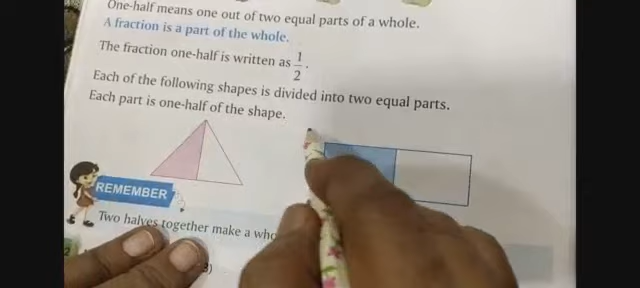 One-half means one out of two equal parts of a whole.
A fraction is a part of the whole.
The fraction one-half is written as 1/2.
Each of the following shapes is divided into two equal parts.
Each part is one-half of the shape.
REMEMBER
Two halves together make a